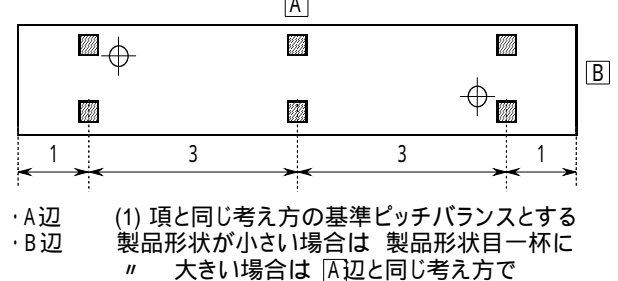 A
B
1 3 3 1
・A辺 (1) 項と同じ考え方の基準ピッチバランスとする
・B辺 製品形状が小さい場合は 製品形状目一杯に
〃 大きい場合は A辺と同じ考え方で